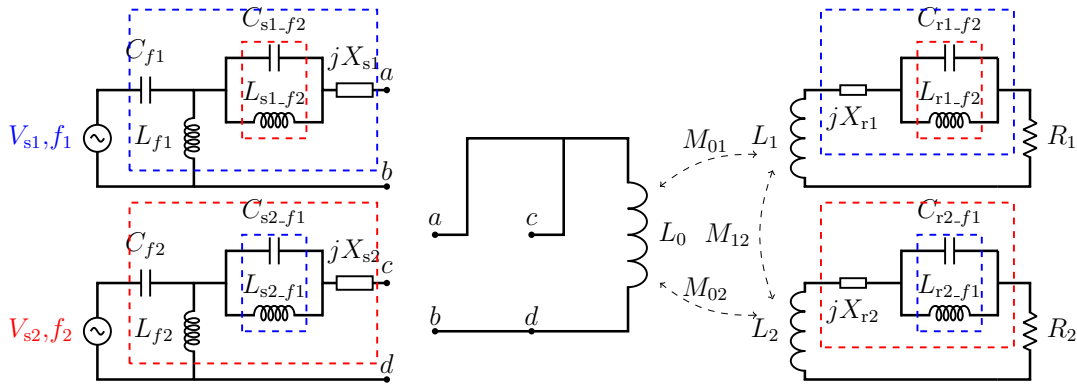 C_{s1_f2}
C_{f1}
jX_{s1}
a
L_{s1_f2}
V_{s1},f_1
L_{f1}
b
C_{s2_f1}
C_{f2}
jX_{s2}
c
L_{s2_f1}
V_{s2},f_2
L_{f2}
d
a
c
b
d
L_0
M_{01}
M_{12}
M_{02}
C_{r1_f2}
L_1
jX_{r1}
L_{r1_f2}
R_1
C_{r2_f1}
L_2
jX_{r2}
L_{r2_f1}
R_2